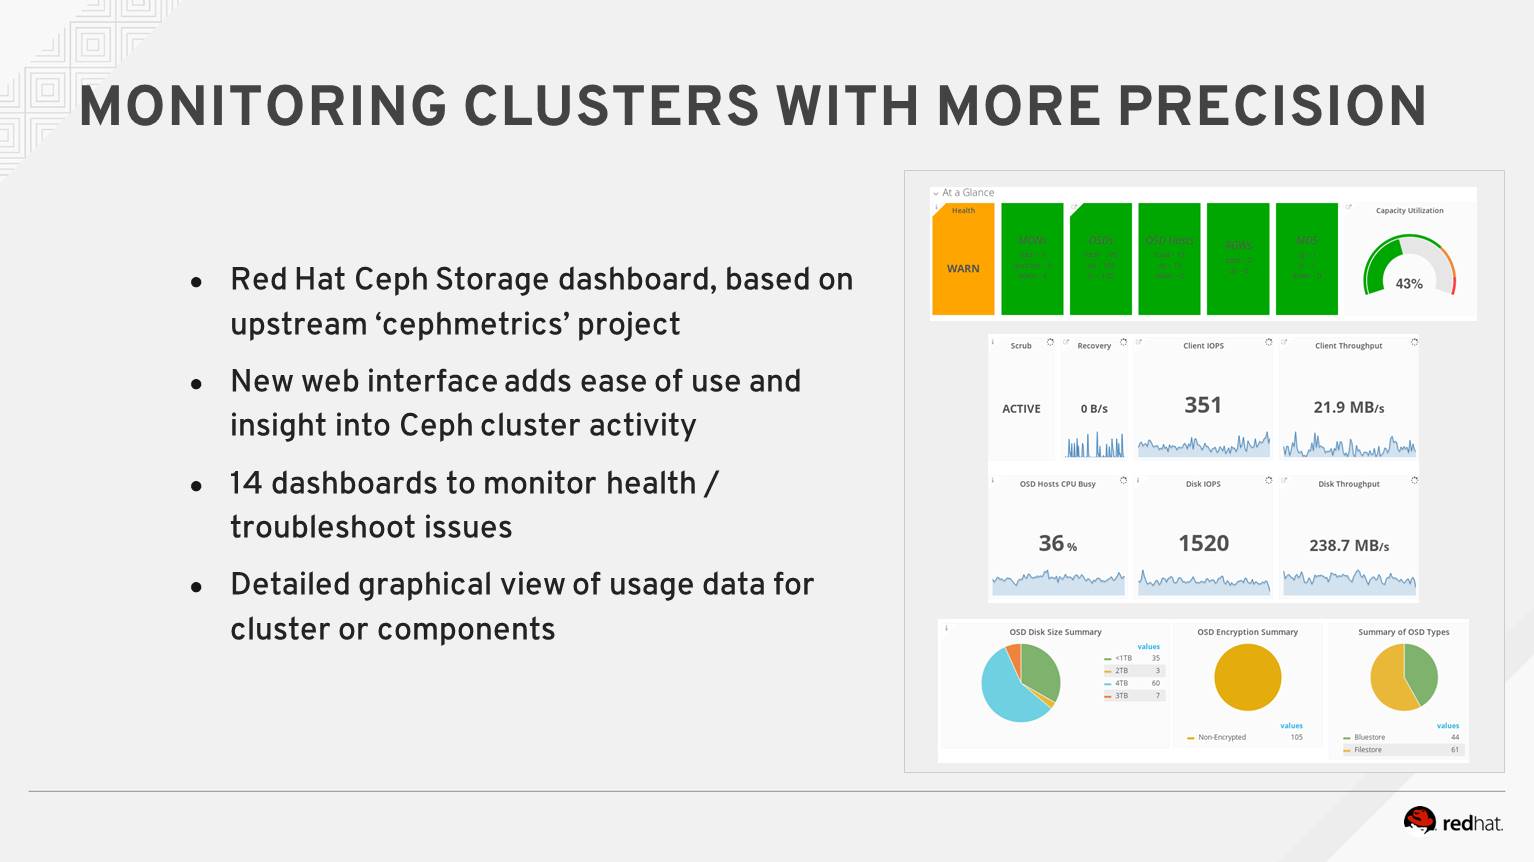 MONITORING CLUSTERS WITH MORE PRECISION
● Red Hat Ceph Storage dashboard, based on
upstream ‘cephmetrics’ project
● New web interface adds ease of use and
insight into Ceph cluster activity
● 14 dashboards to monitor health /
troubleshoot issues
● Detailed graphical view of usage data for
cluster or components
At a Glance
Health
WARN
MONs
OSDs
OSD Hosts
RGWs
MDS
Capacity Utilization
43%
Scrub
ACTIVE
Recovery
0 B/s
Client IOPS
351
Client Throughput
21.9 MB/s
OSD Hosts CPU Busy
36 %
Disk IOPS
1520
Disk Throughput
238.7 MB/s
OSD Disk Size Summary
values
<1TB 35
2TB 3
4TB 60
3TB 7
OSD Encryption Summary
values
Non-Encrypted 105
Summary of OSD Types
values
Bluestore 44
Filestore 61
redhat.